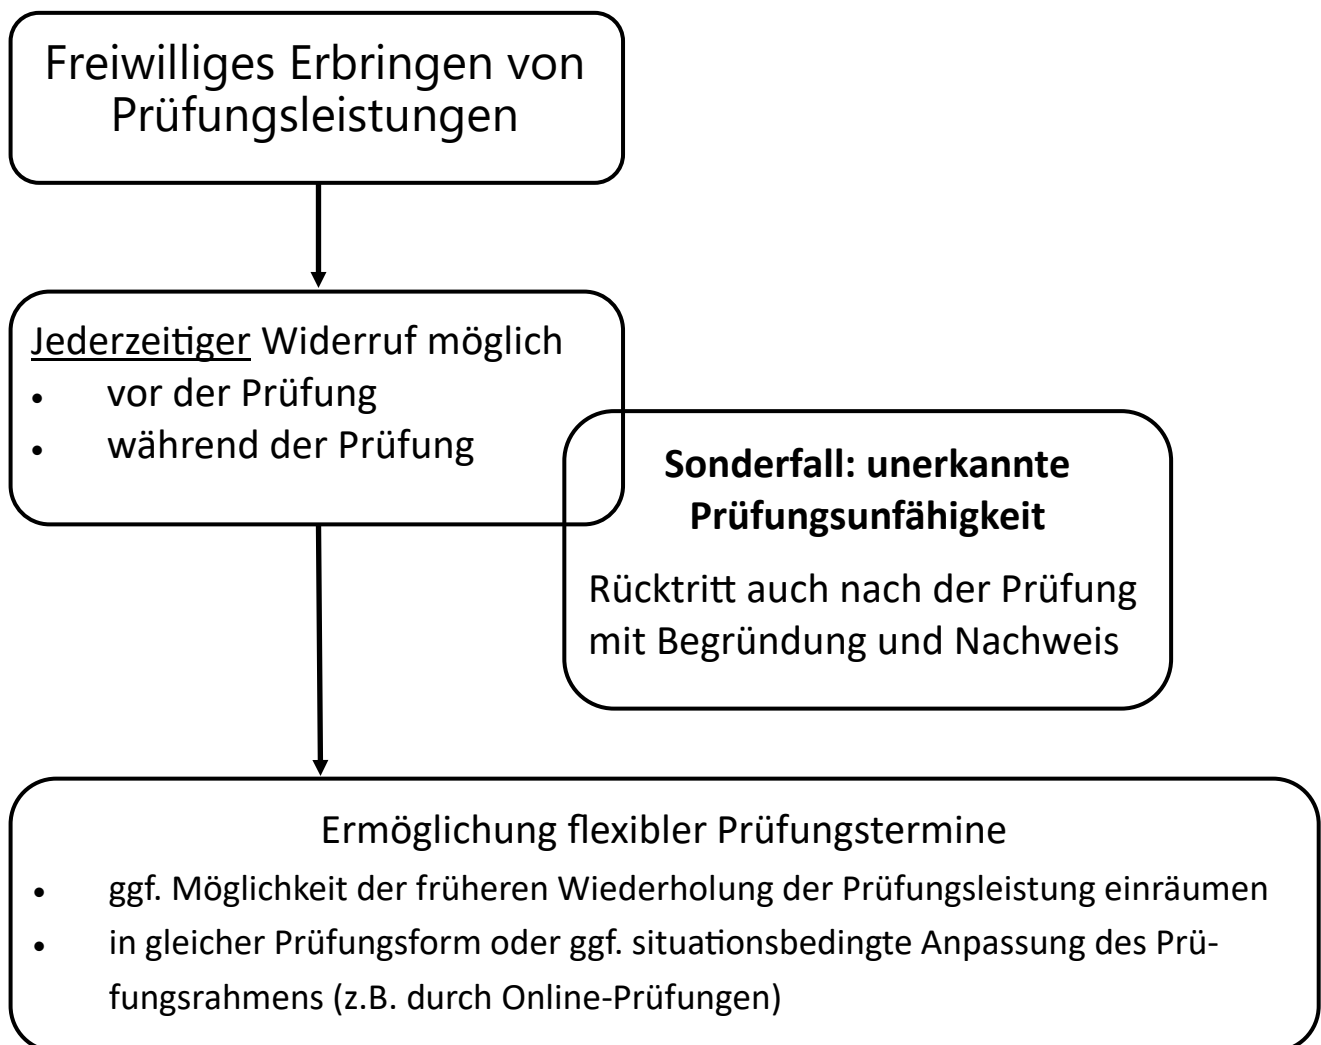 Freiwilliges Erbringen von
Prüfungsleistungen
Jederzeitiger Widerruf möglich
• vor der Prüfung
• während der Prüfung
Sonderfall: unerkannte
Prüfungsunfähigkeit
Rücktritt auch nach der Prüfung
mit Begründung und Nachweis
Ermöglichung flexibler Prüfungstermine
• ggf. Möglichkeit der früheren Wiederholung der Prüfungsleistung einräumen
• in gleicher Prüfungsform oder ggf. situationsbedingte Anpassung des Prü-
fungsrahmens (z.B. durch Online-Prüfungen)